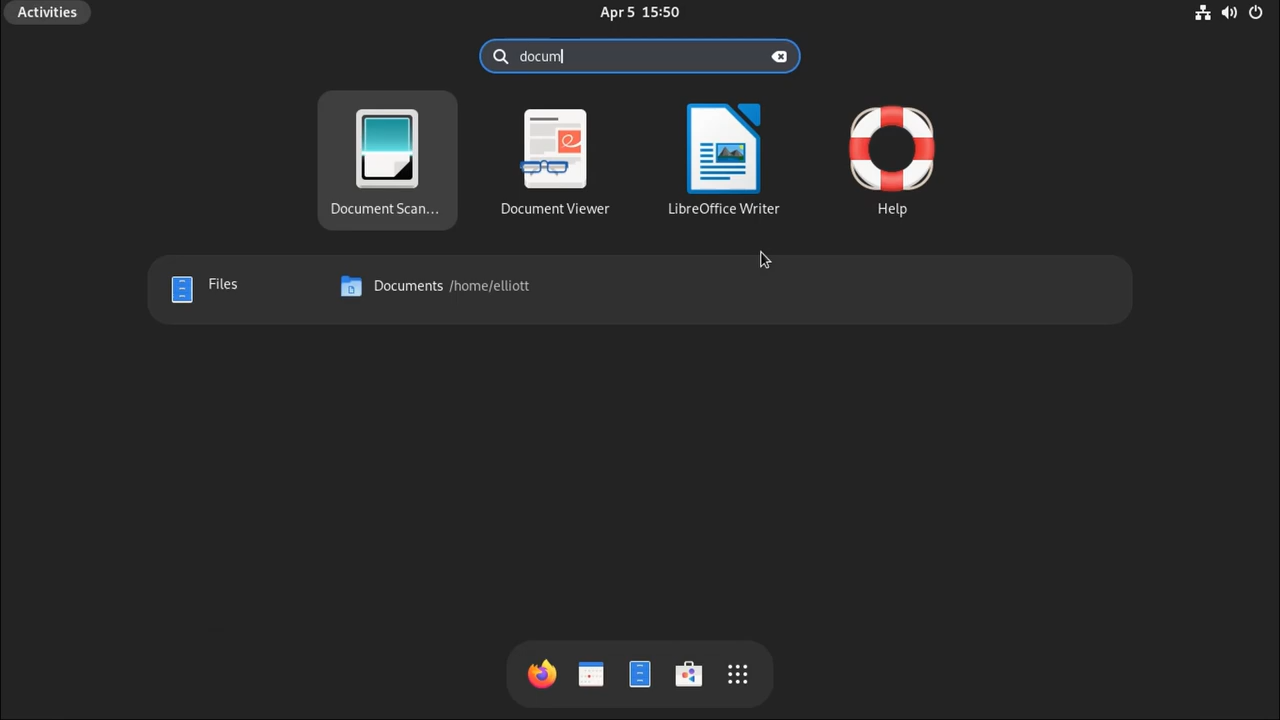 Activities
Apr 5 15:50
docum
Document Scan...
Document Viewer
LibreOffice Writer
Help
Files
Documents /home/elliott